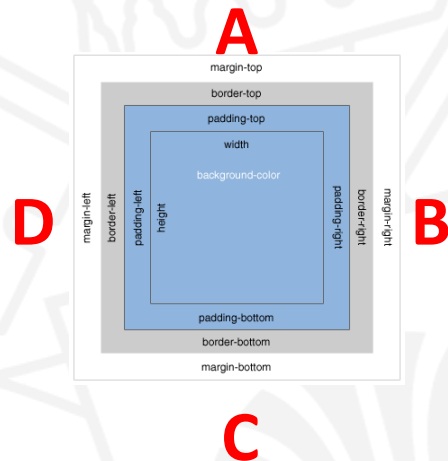 A
margin-top
border-top
padding-top
width
background-color
D
margin-left
border-left
padding-left
height
padding-right
border-right
margin-right
B
padding-bottom
border-bottom
margin-bottom
C